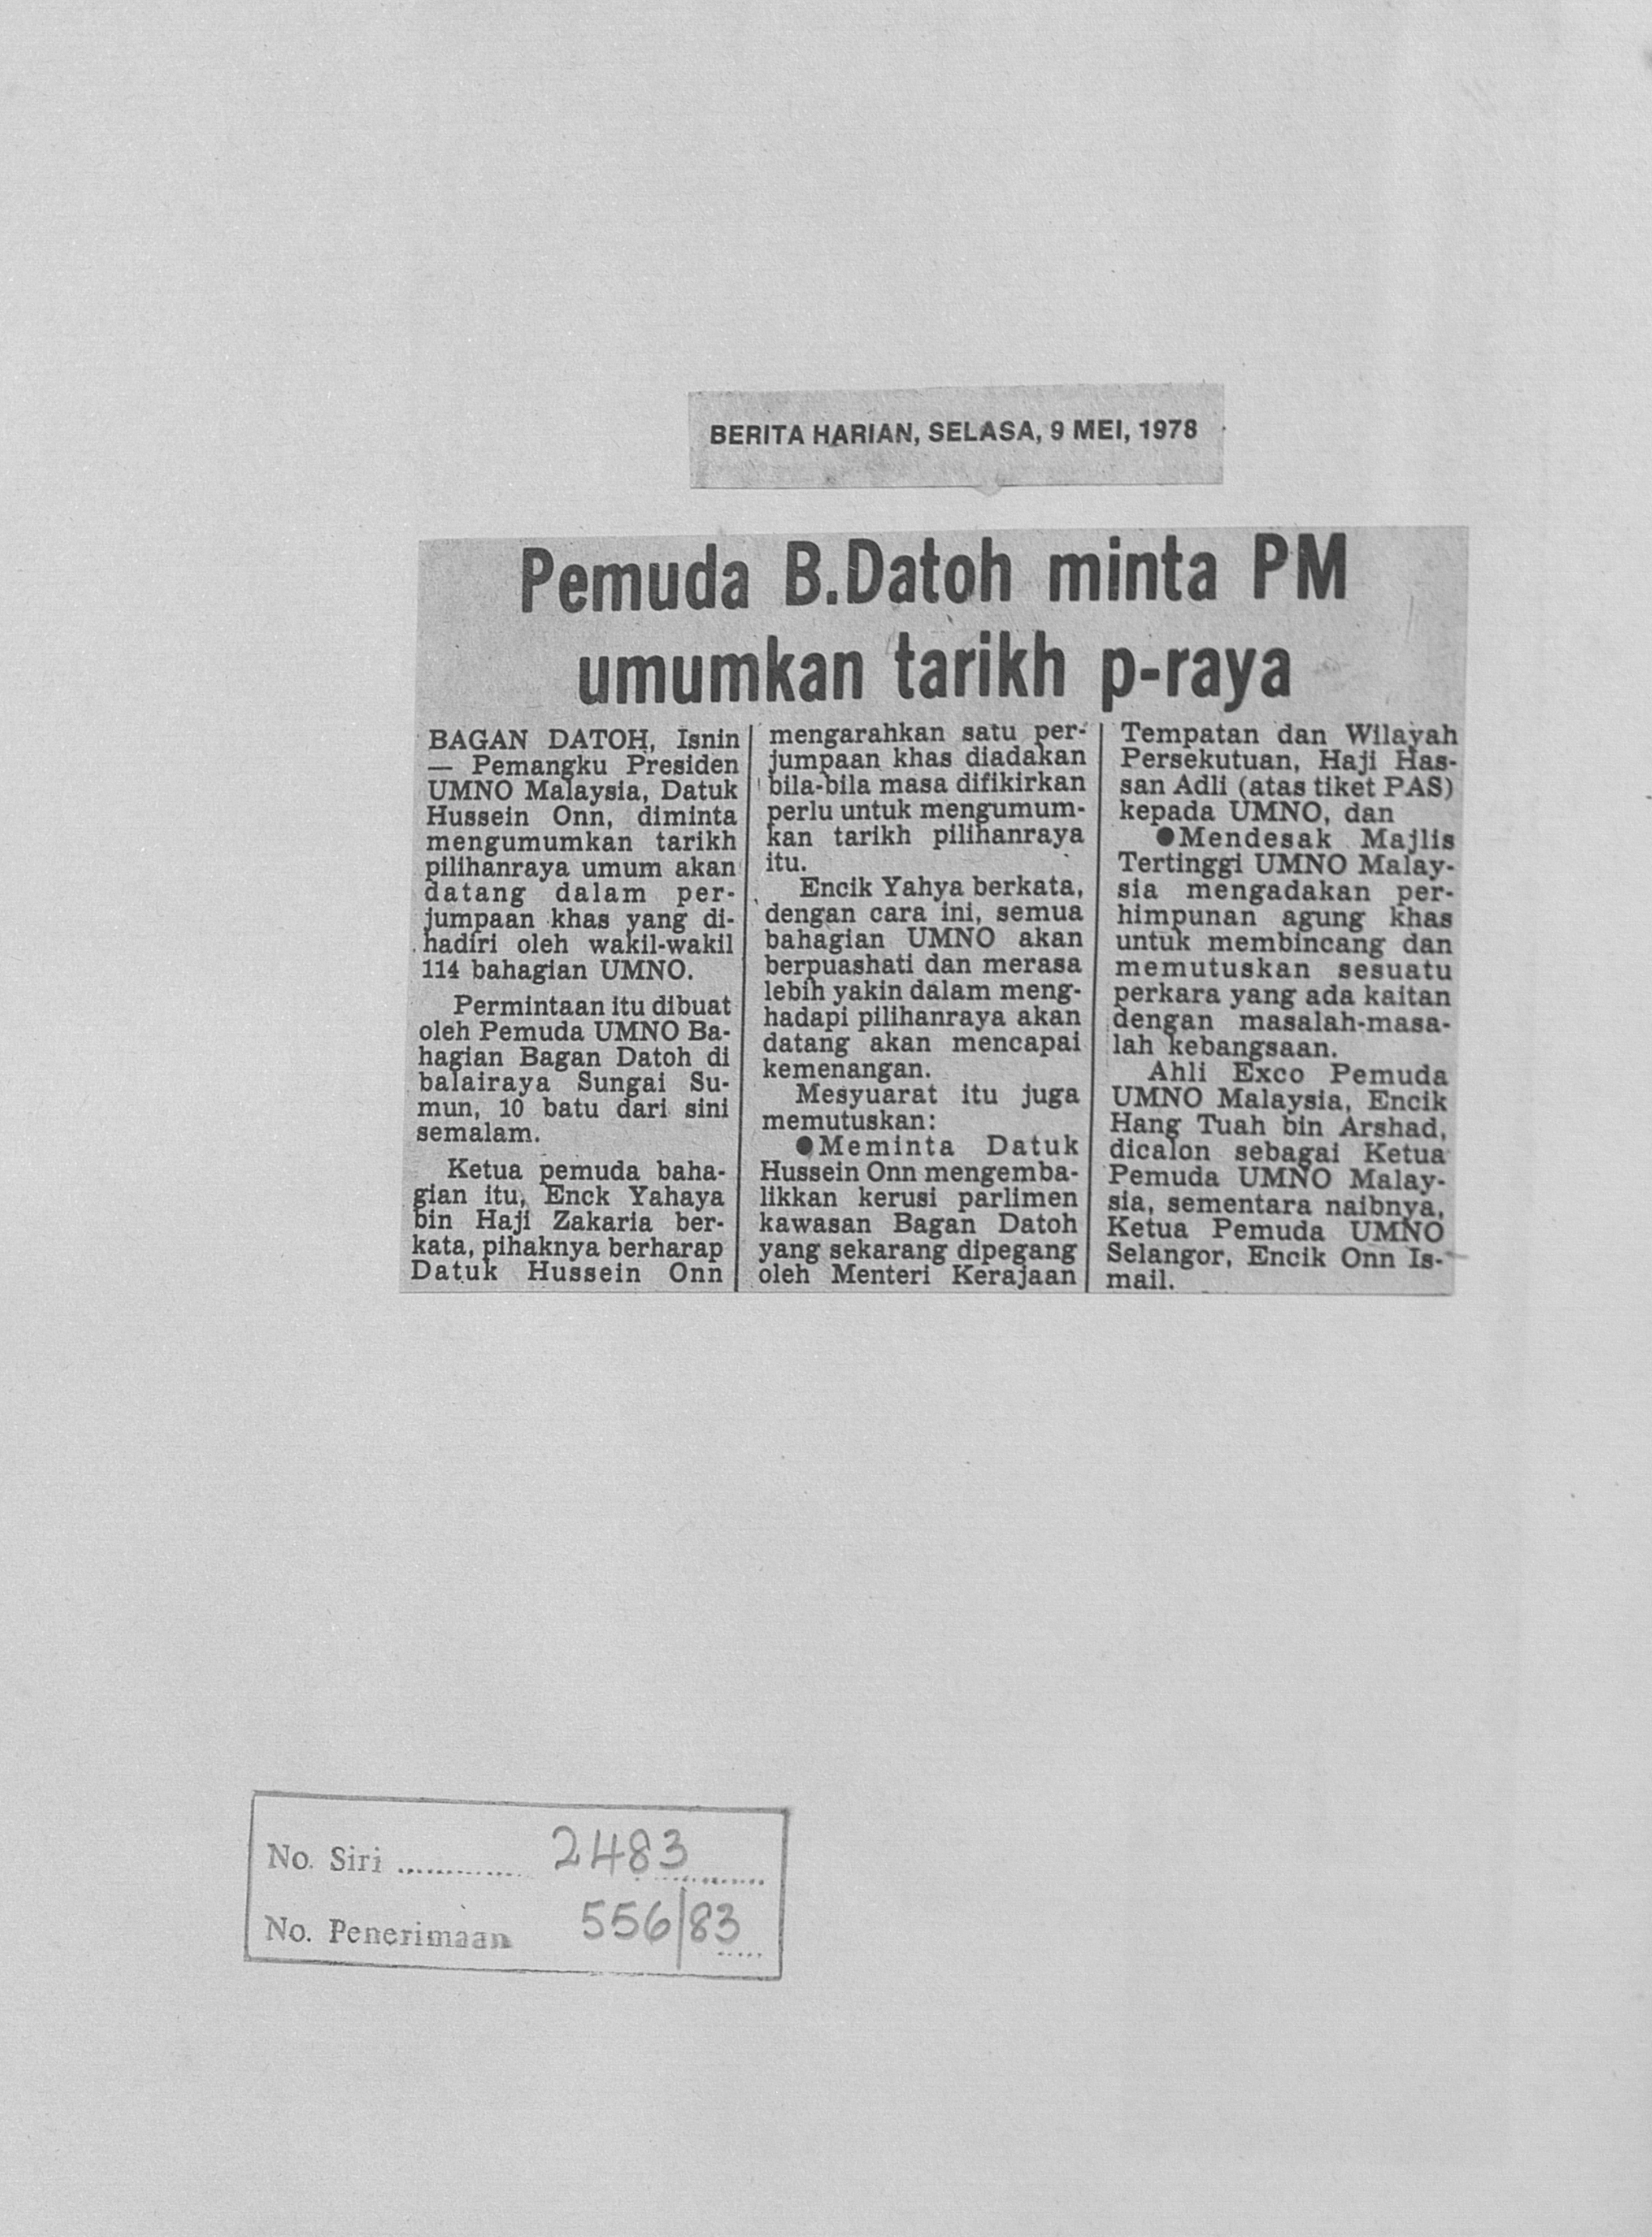 BERITA HARIAN, SELASA, 9 MEI, 1978
Pemuda B.Datoh minta PM
umumkan tarikh p-raya
BAGAN DATOH, Isnin
— Pemangku Presiden
UMNO Malaysia, Datuk
Hussein Onn, diminta
mengumumkan tarikh
pilihanraya umum akan
datang dalam per-
jumpaan khas yang di-
hadiri oleh wakil-wakil
114 bahagian UMNO.
Permintaan itu dibuat
oleh Pemuda UMNO Ba-
hagian Bagan Datoh di
balairaya Sungai Su-
mun, 10 batu dari sini
semalam.
Ketua pemuda baha-
gian itu, Enck Yahaya
bin Haji Zakaria ber-
kata, pihaknya berharap
Datuk Hussein Onn
mengarahkan satu per-
jumpaan khas diadakan
bila-bila masa difikirkan
perlu untuk mengumum-
kan tarikh pilihanraya
itu.
Encik Yahya berkata,
dengan cara ini, semua
bahagian UMNO akan
berpuashati dan merasa
lebih yakin dalam meng-
hadapi pilihanraya akan
datang akan mencapai
kemenangan.
Mesyuarat itu juga
memutuskan:
●Meminta Datuk
Hussein Onn mengemba-
likkan kerusi parlimen
kawasan Bagan Datoh
yang sekarang dipegang
oleh Menteri Kerajaan
Tempatan dan Wilayah
Persekutuan, Haji Has-
san Adli (atas tiket PAS)
kepada UMNO, dan
●Mendesak Majlis
Tertinggi UMNO Malay-
sia mengadakan per-
himpunan agung khas
untuk membincang dan
memutuskan sesuatu
perkara yang ada kaitan
dengan masalah-masa-
lah kebangsaan.
Ahli Exco Pemuda
UMNO Malaysia, Encik
Hang Tuah bin Arshad,
dicalon sebagai Ketua
Pemuda UMNO Malay-
sia, sementara naibnya,
Ketua Pemuda UMNO
Selangor, Encik Onn Is-
mail.
No. Siri ............. 2483
No. Penerimaan 556/83